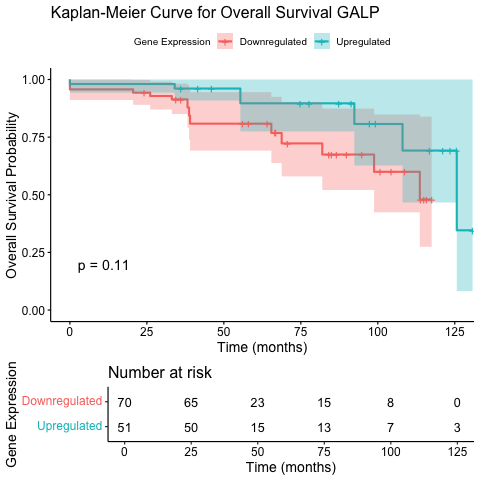 Kaplan-Meier Curve for Overall Survival GALP
Gene Expression Downregulated Upregulated
Overall Survival Probability
1.00
0.75
0.50
0.25
0.00
p = 0.11
0 25 50 75 100 125
Time (months)
Number at risk
Gene Expression
Downregulated 70 65 23 15 8 0
Upregulated 51 50 15 13 7 3
0 25 50 75 100 125
Time (months)